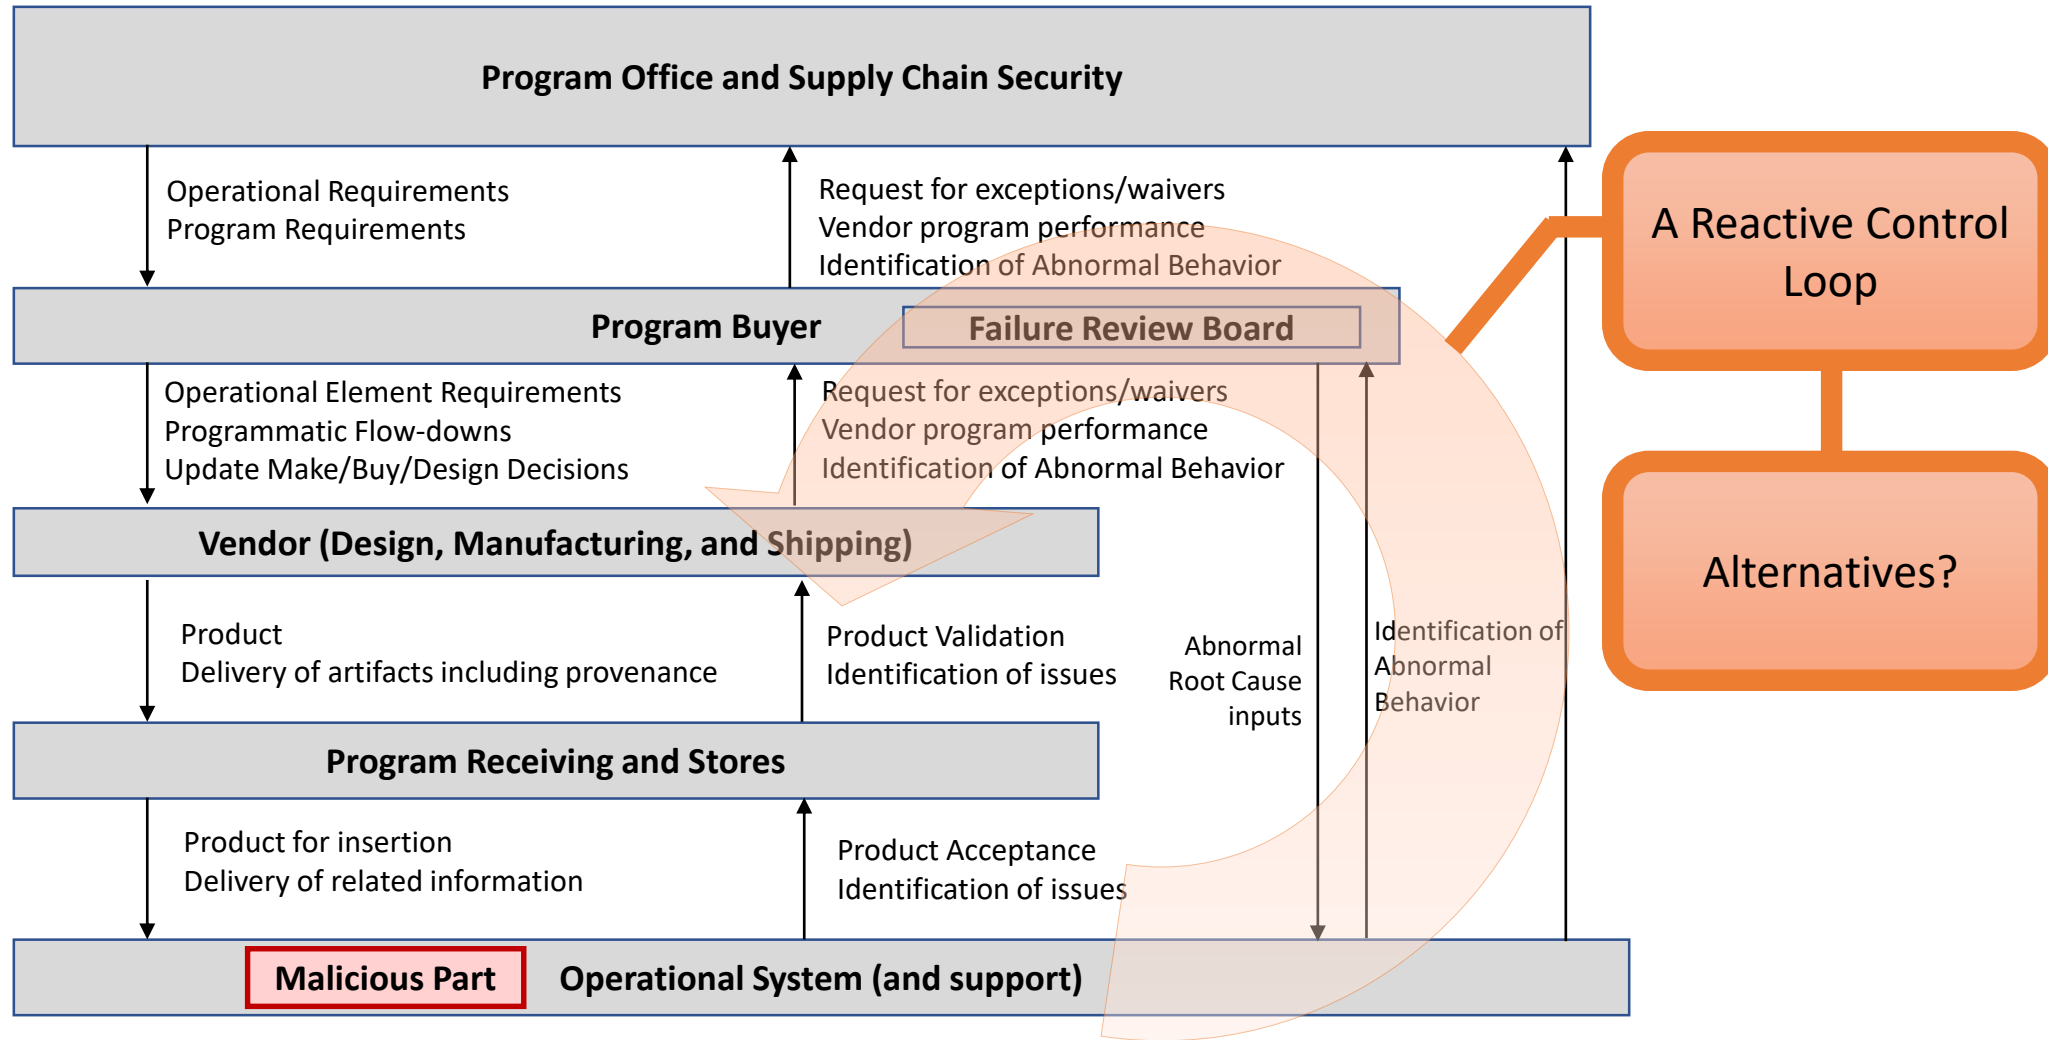 Program Office and Supply Chain Security
Operational Requirements
Program Requirements
Request for exceptions/waivers
Vendor program performance
Identification of Abnormal Behavior
A Reactive Control
Loop
Program Buyer
Failure Review Board
Operational Element Requirements
Programmatic Flow-downs
Update Make/Buy/Design Decisions
Request for exceptions/waivers
Vendor program performance
Identification of Abnormal Behavior
Alternatives?
Vendor (Design, Manufacturing, and Shipping)
Product
Delivery of artifacts including provenance
Product Validation
Identification of issues
Abnormal
Root Cause
inputs
Identification of
Abnormal
Behavior
Program Receiving and Stores
Product for insertion
Delivery of related information
Product Acceptance
Identification of issues
Malicious Part
Operational System (and support)